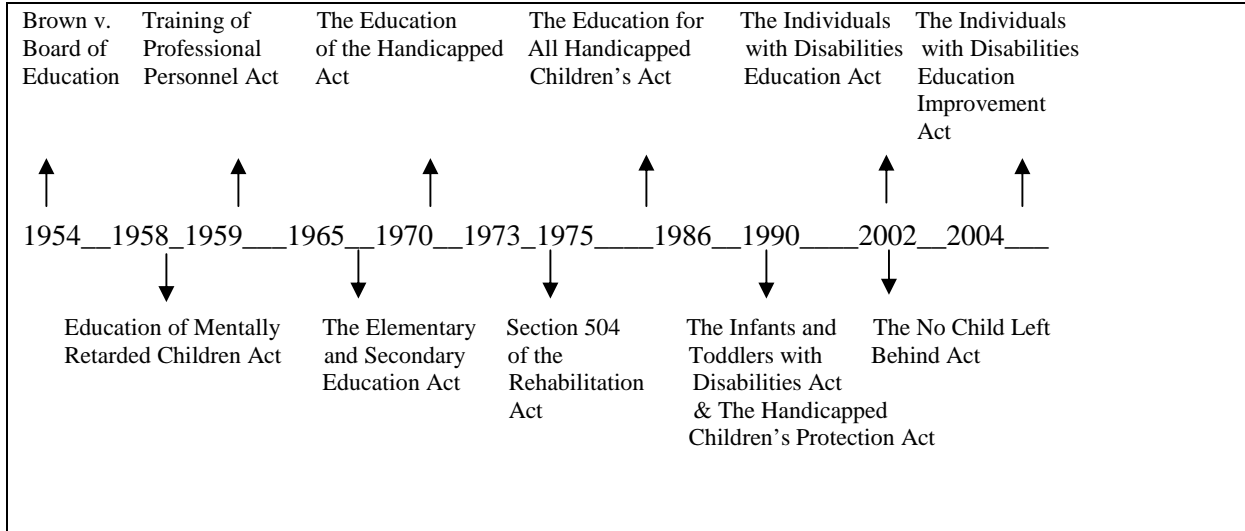 Brown v.
Board of
Education
Training of
Professional
Personnel Act
The Education
of the Handicapped
Act
The Education for
All Handicapped
Children's Act
The Individuals
with Disabilities
Education Act
The Individuals
with Disabilities
Education
Improvement
Act
1954__1958_1959___1965__1970__1973_1975____1986__1990____2002__2004___
Education of Mentally
Retarded Children Act
The Elementary
and Secondary
Education Act
Section 504
of the
Rehabilitation
Act
The Infants and
Toddlers with
Disabilities Act
& The Handicapped
Children's Protection Act
The No Child Left
Behind Act